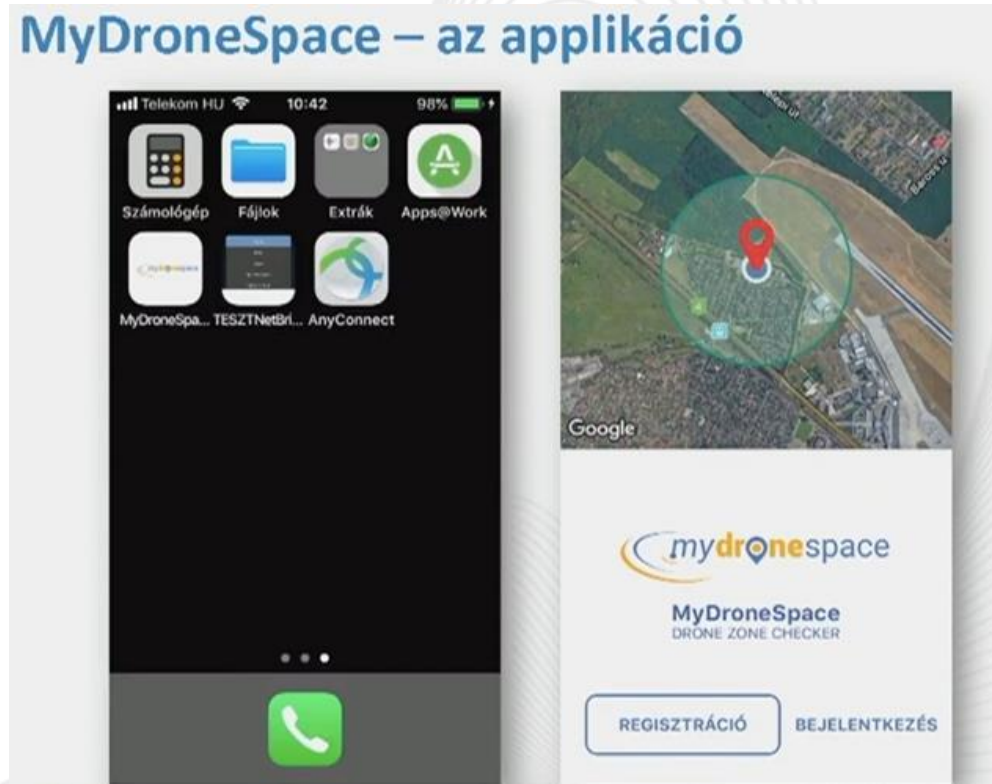 MyDroneSpace – az applikáció
Telekom HU 10:42 98%
Számológép Fájlok Extrák Apps@Work
MyDroneSpa... TESZTNetBri... AnyConnect
Baross u
Google
mydronespace
MyDroneSpace
DRONE ZONE CHECKER
REGISZTRÁCIÓ BEJELENTKEZÉS